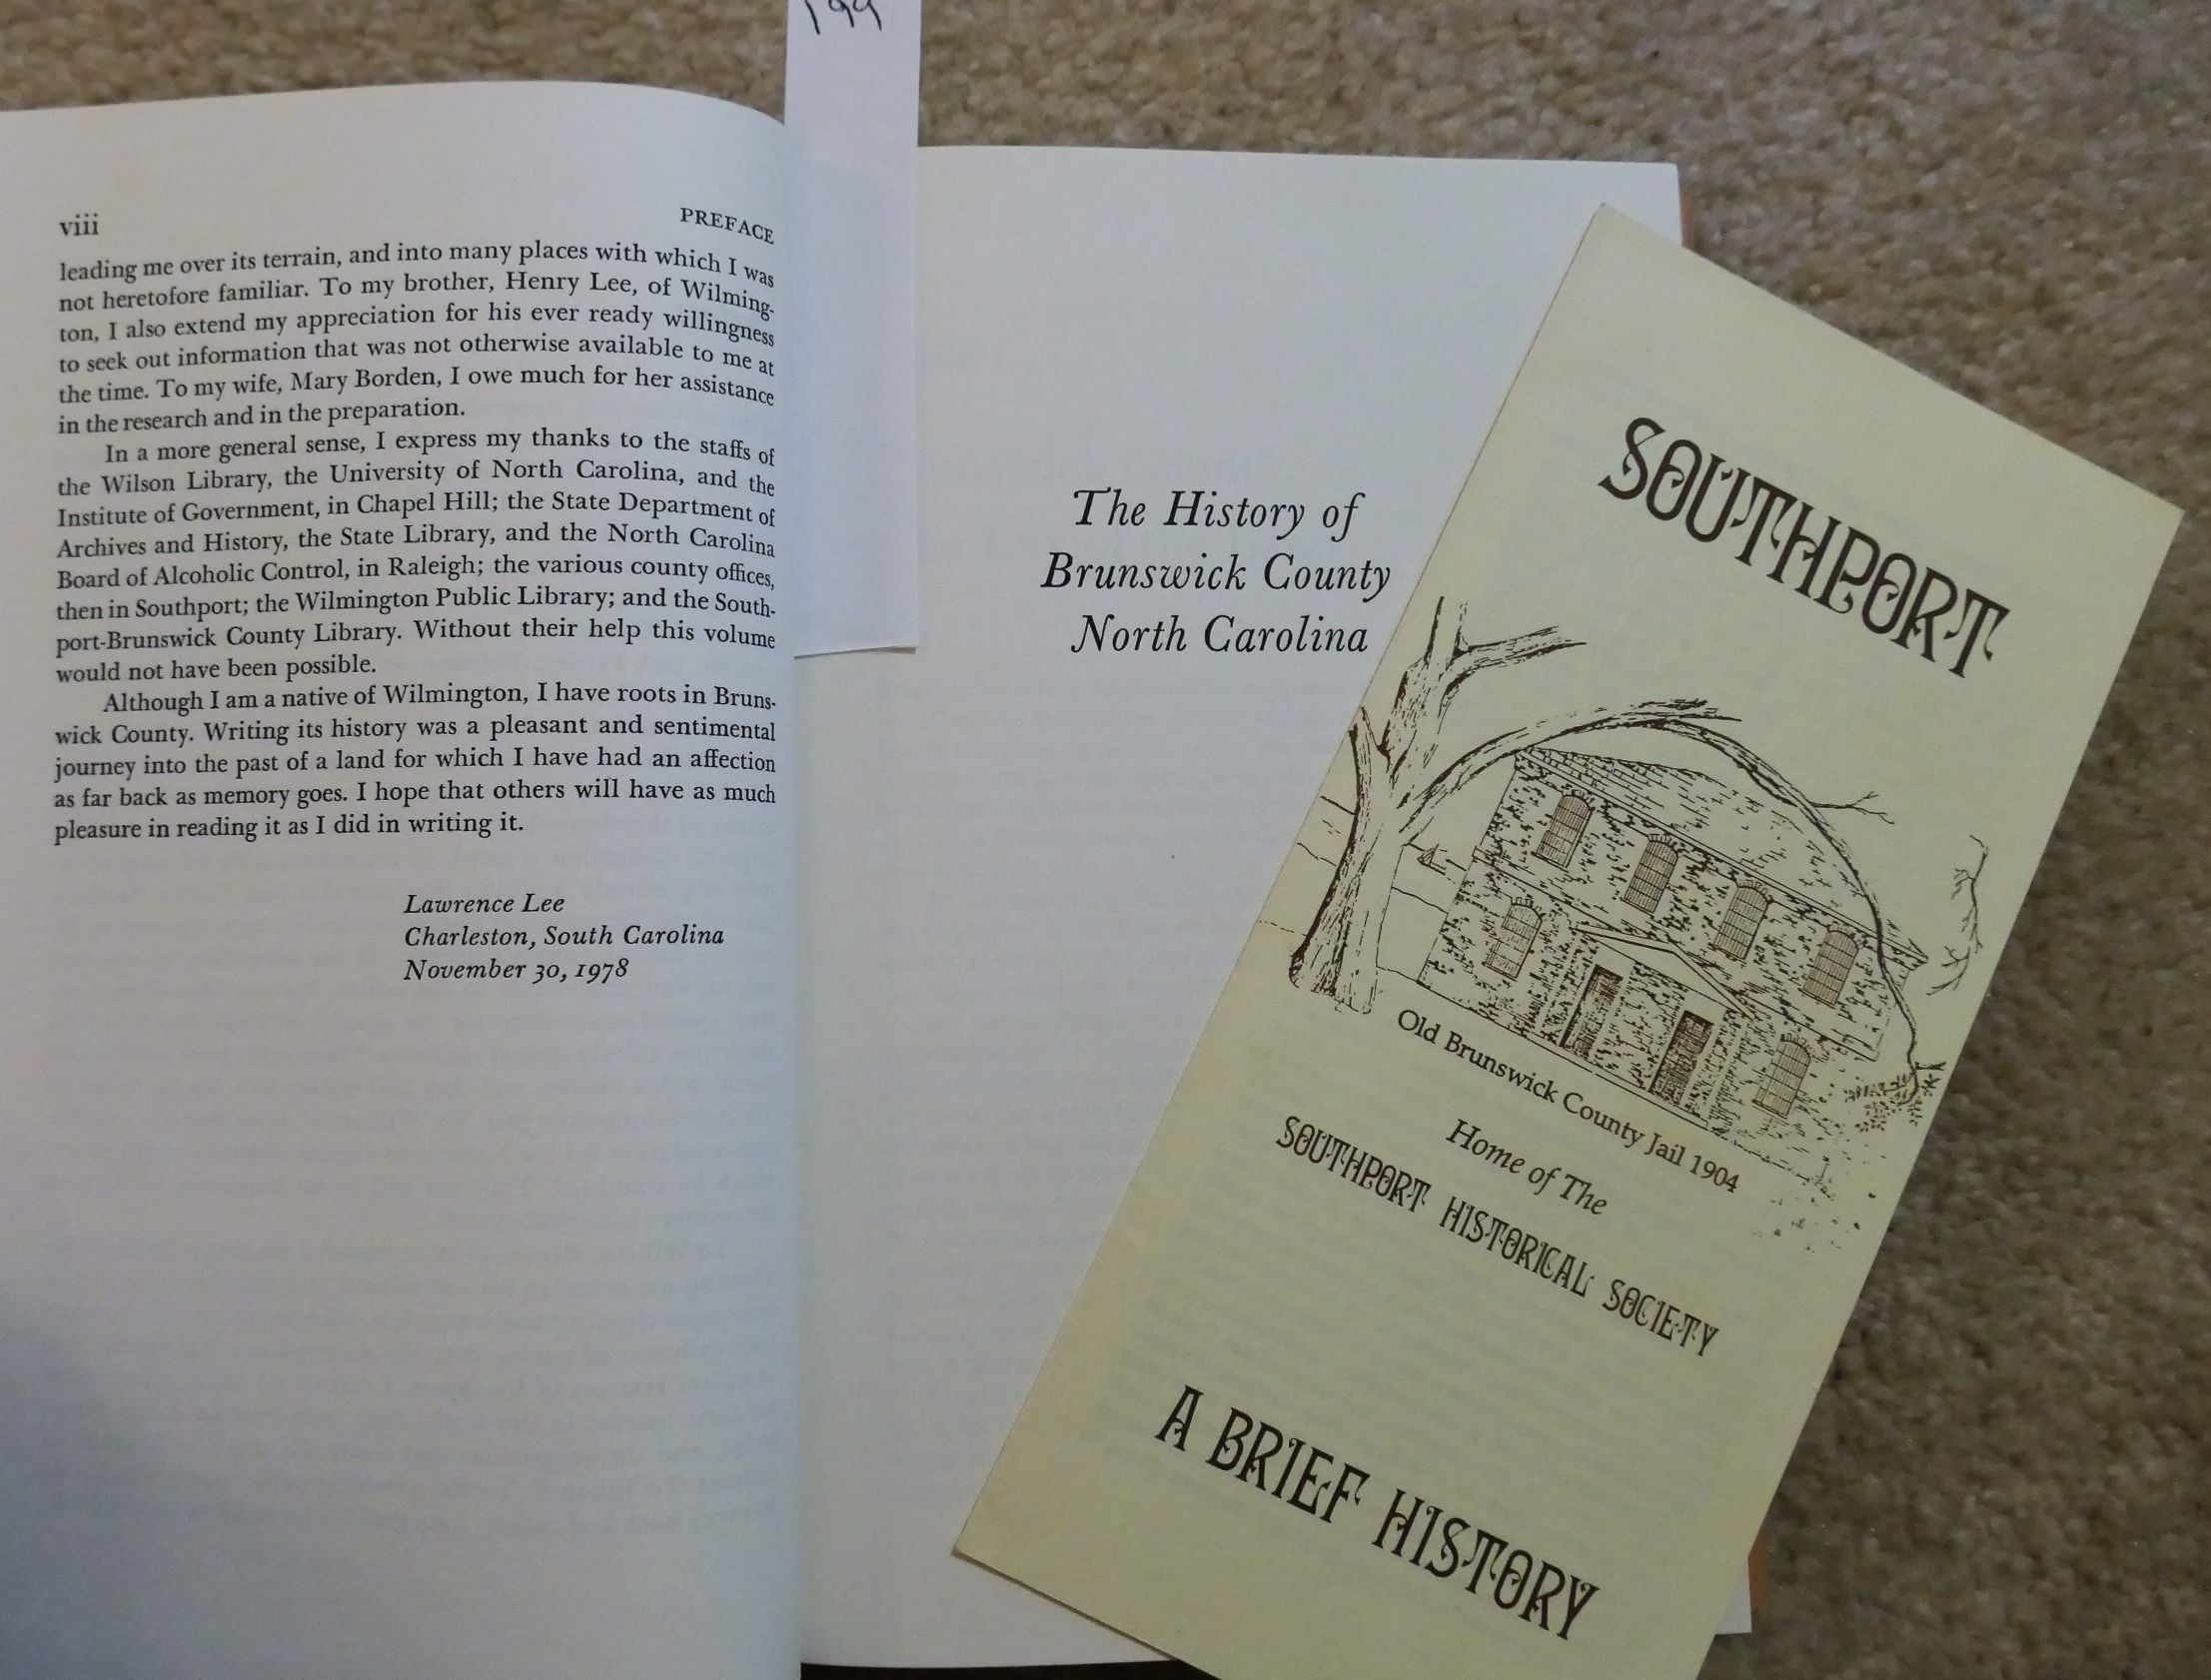 199
viii
PREFACE
leading me over its terrain, and into many places with which I was
not heretofore familiar. To my brother, Henry Lee, of Wilming-
ton, I also extend my appreciation for his ever ready willingness
to seek out information that was not otherwise available to me at
the time. To my wife, Mary Borden, I owe much for her assistance
in the research and in the preparation.
In a more general sense, I express my thanks to the staffs of
the Wilson Library, the University of North Carolina, and the
Institute of Government, in Chapel Hill; the State Department of
Archives and History, the State Library, and the North Carolina
Board of Alcoholic Control, in Raleigh; the various county offices,
then in Southport; the Wilmington Public Library; and the South-
port-Brunswick County Library. Without their help this volume
would not have been possible.
Although I am a native of Wilmington, I have roots in Bruns-
wick County. Writing its history was a pleasant and sentimental
journey into the past of a land for which I have had an affection
as far back as memory goes. I hope that others will have as much
pleasure in reading it as I did in writing it.
Lawrence Lee
Charleston, South Carolina
November 30, 1978
The History of
Brunswick County
North Carolina
SOUTHPORT
Old Brunswick County Jail 1904
Home of The
SOUTHPORT HISTORICAL SOCIETY
A BRIEF HISTORY